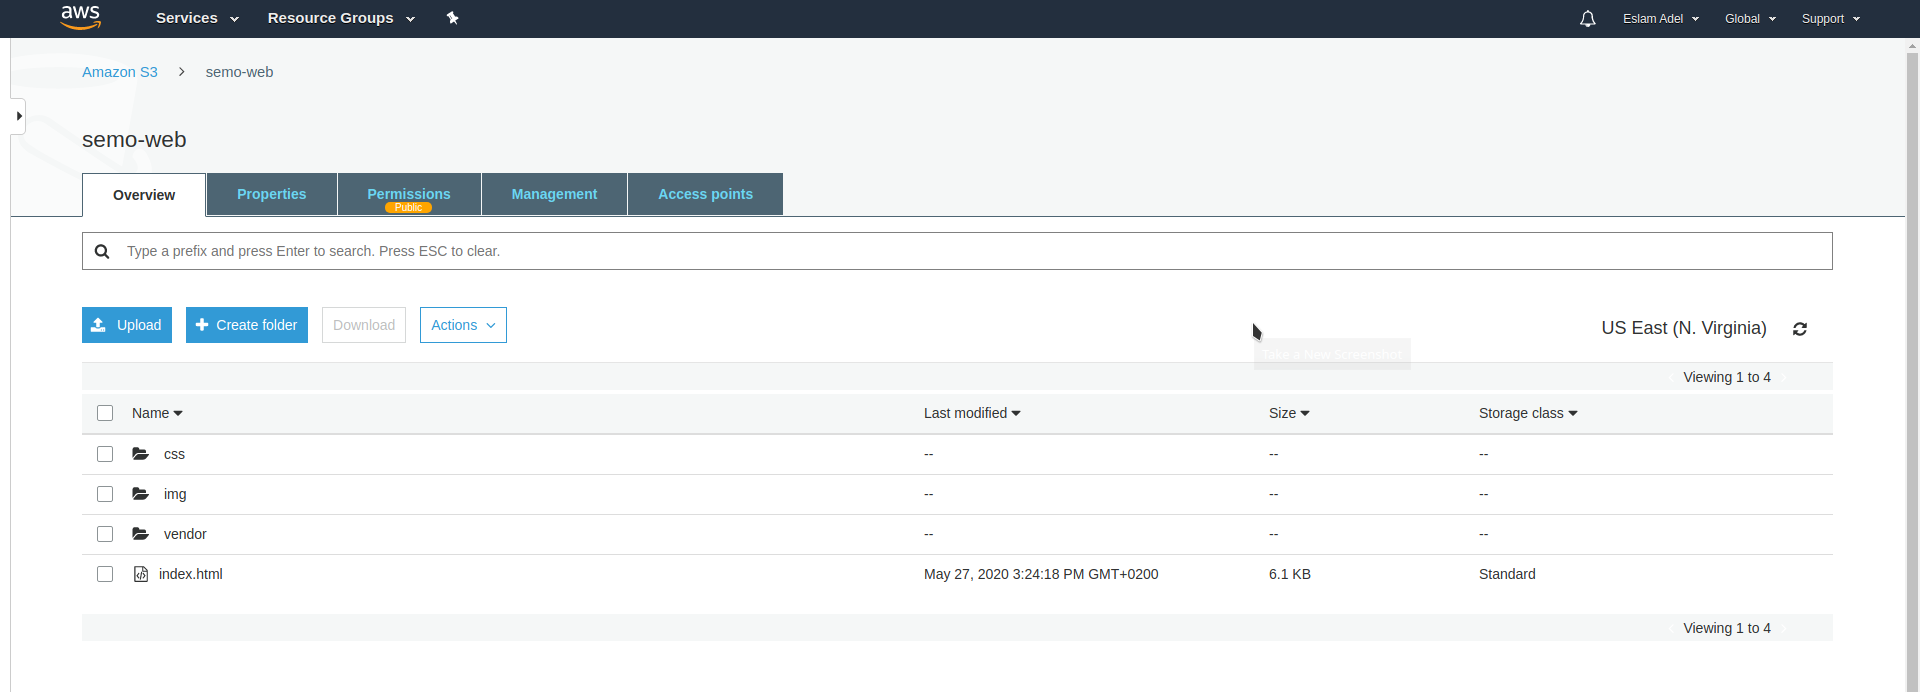 aws Services Resource Groups Eslam Adel Global Support
Amazon S3 > semo-web
semo-web
Overview Properties Permissions Management Access points
Public
Type a prefix and press Enter to search. Press ESC to clear.
Upload Create folder Download Actions US East (N. Virginia)
Take a New Screenshot
Viewing 1 to 4
Name Last modified Size Storage class
css -- -- --
img -- -- --
vendor -- -- --
index.html May 27, 2020 3:24:18 PM GMT+0200 6.1 KB Standard
Viewing 1 to 4